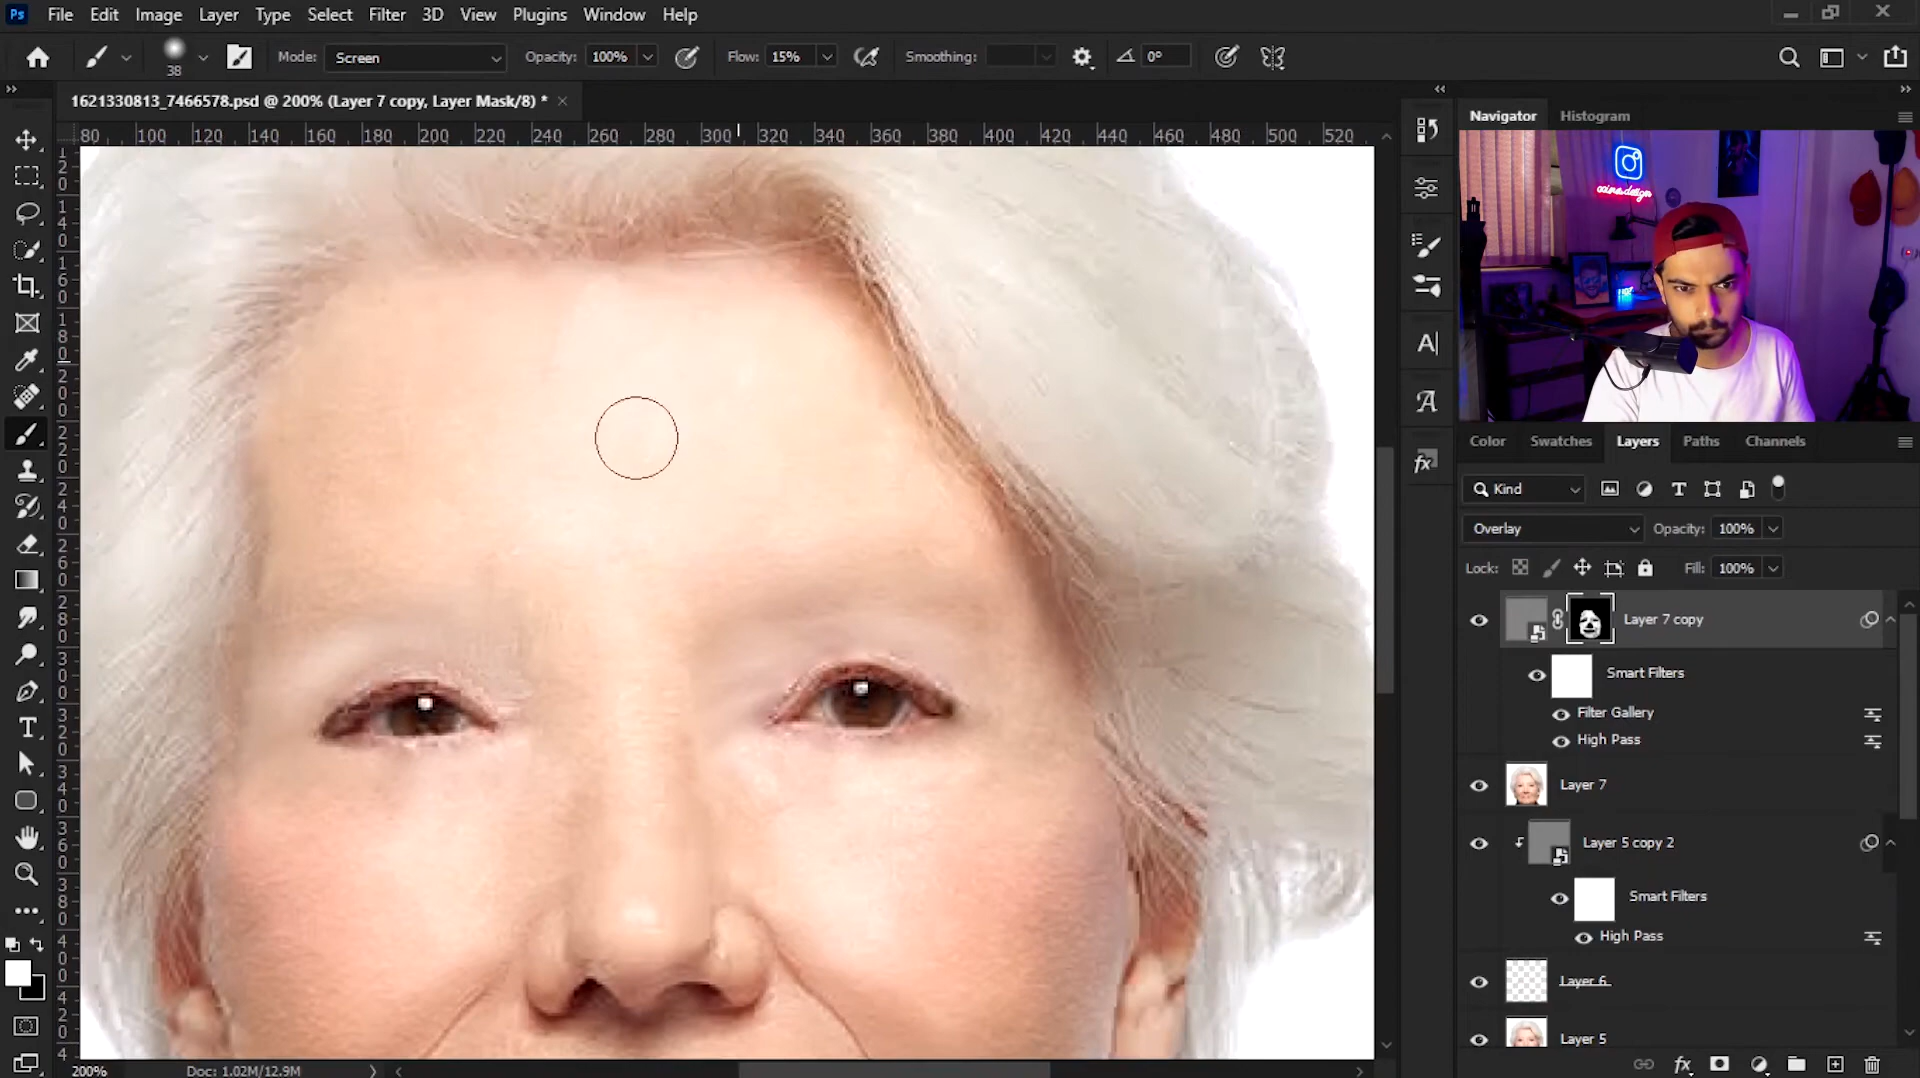 Ps File Edit Image Layer Type Select Filter 3D View Plugins Window Help
38 Mode: Screen Opacity: 100% Flow: 15% Smoothing: 0°
1621330813_7466578.psd @ 200% (Layer 7 copy, Layer Mask/8) * ×
80 100 120 140 160 180 200 220 240 260 280 300 320 340 360 380 400 420 440 460 480 500 520
Navigator Histogram
Color Swatches Layers Paths Channels
Kind
Overlay Opacity: 100%
Lock: Fill: 100%
Layer 7 copy
Smart Filters
Filter Gallery
High Pass
Layer 7
Layer 5 copy 2
Smart Filters
High Pass
Layer 6
Layer 5
200% Doc: 1.02M/12.9M